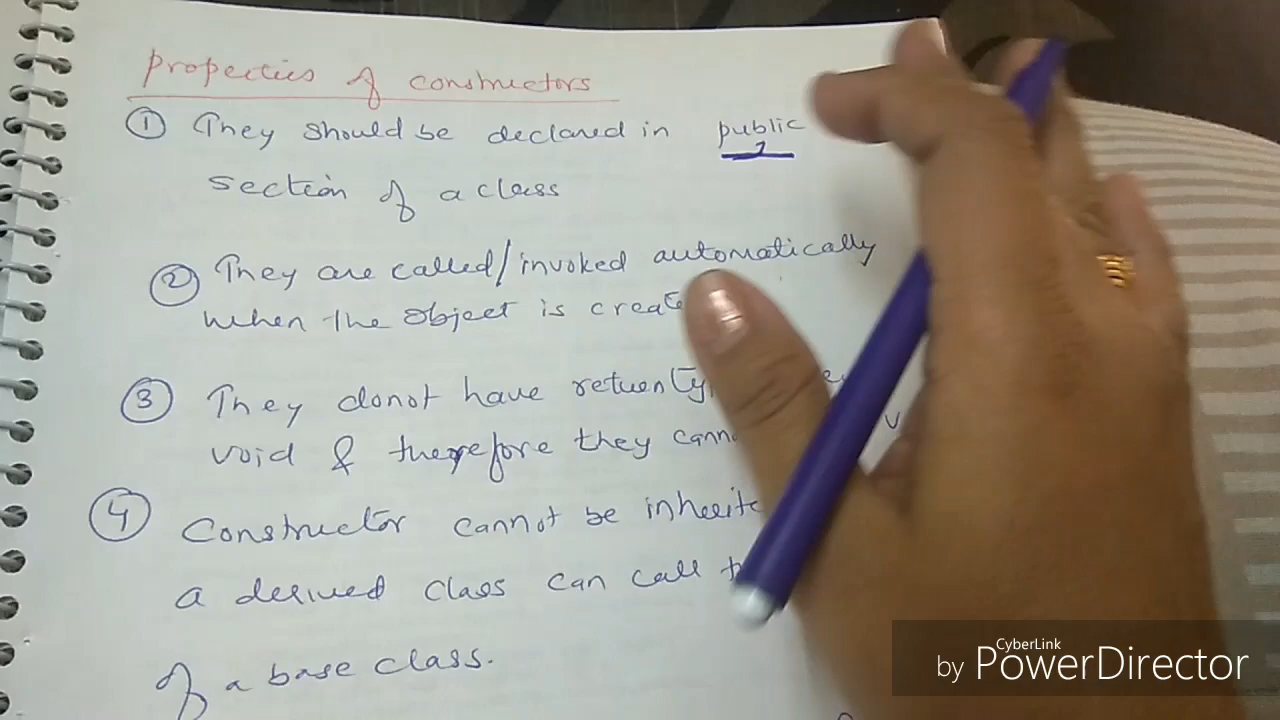 Properties of constructors
① They should be declared in public
section of a class
② They are called/invoked automatically
when the object is
③ They donot have return
void & therefore they
④ Constructor cannot be
a derived class can call
of a base class.
CyberLink
by PowerDirector